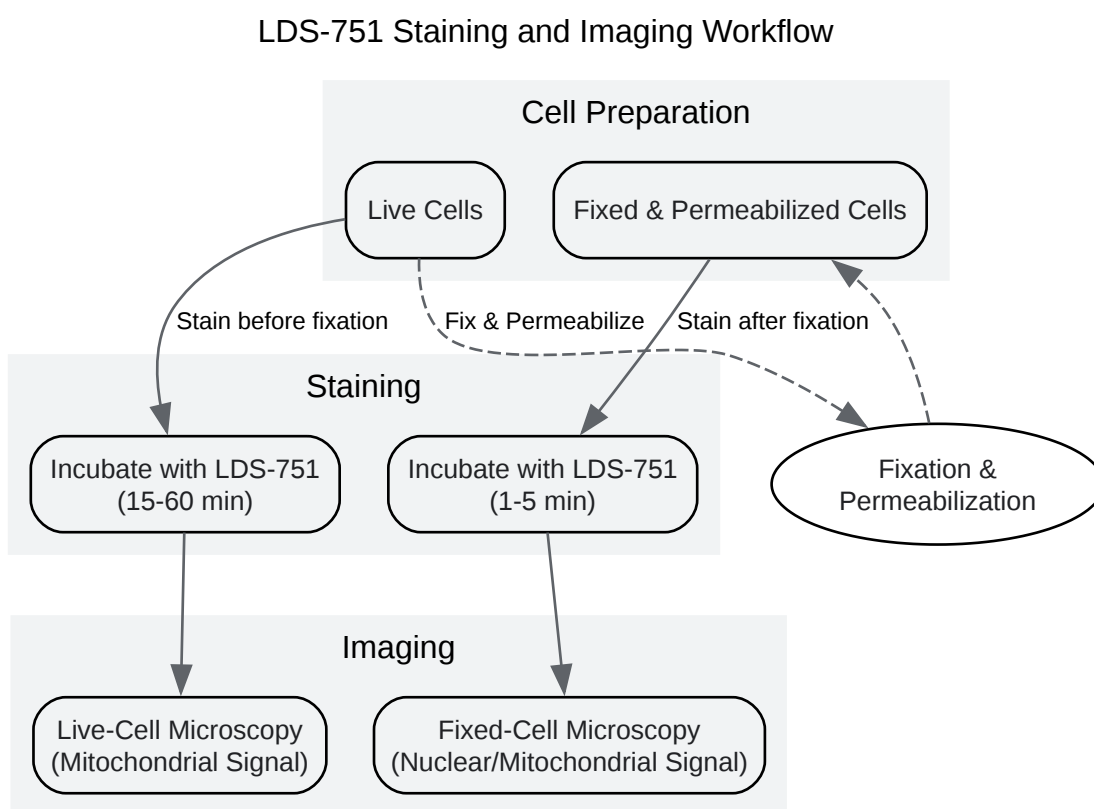 LDS-751 Staining and Imaging Workflow
Cell Preparation
Live Cells
Fixed & Permeabilized Cells
Stain before fixation
Fix & Permeabilize
Stain after fixation
Staining
Incubate with LDS-751
(15-60 min)
Incubate with LDS-751
(1-5 min)
Fixation &
Permeabilization
Imaging
Live-Cell Microscopy
(Mitochondrial Signal)
Fixed-Cell Microscopy
(Nuclear/Mitochondrial Signal)